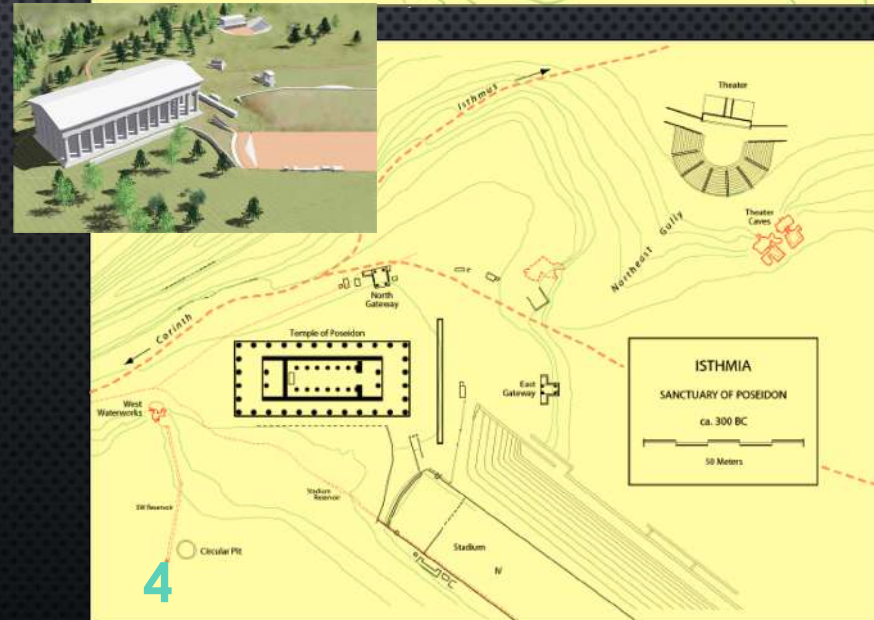 Isthmus
Theater
Theater
Caves
Northeast Gully
North
Gateway
Corinth
Temple of Poseidon
ISTHMIA
SANCTUARY OF POSEIDON
ca. 300 BC
50 Meters
East
Gateway
West
Waterworks
Stadium
Reservoir
SW Reservoir
Circular Pit
Stadium
IV
4